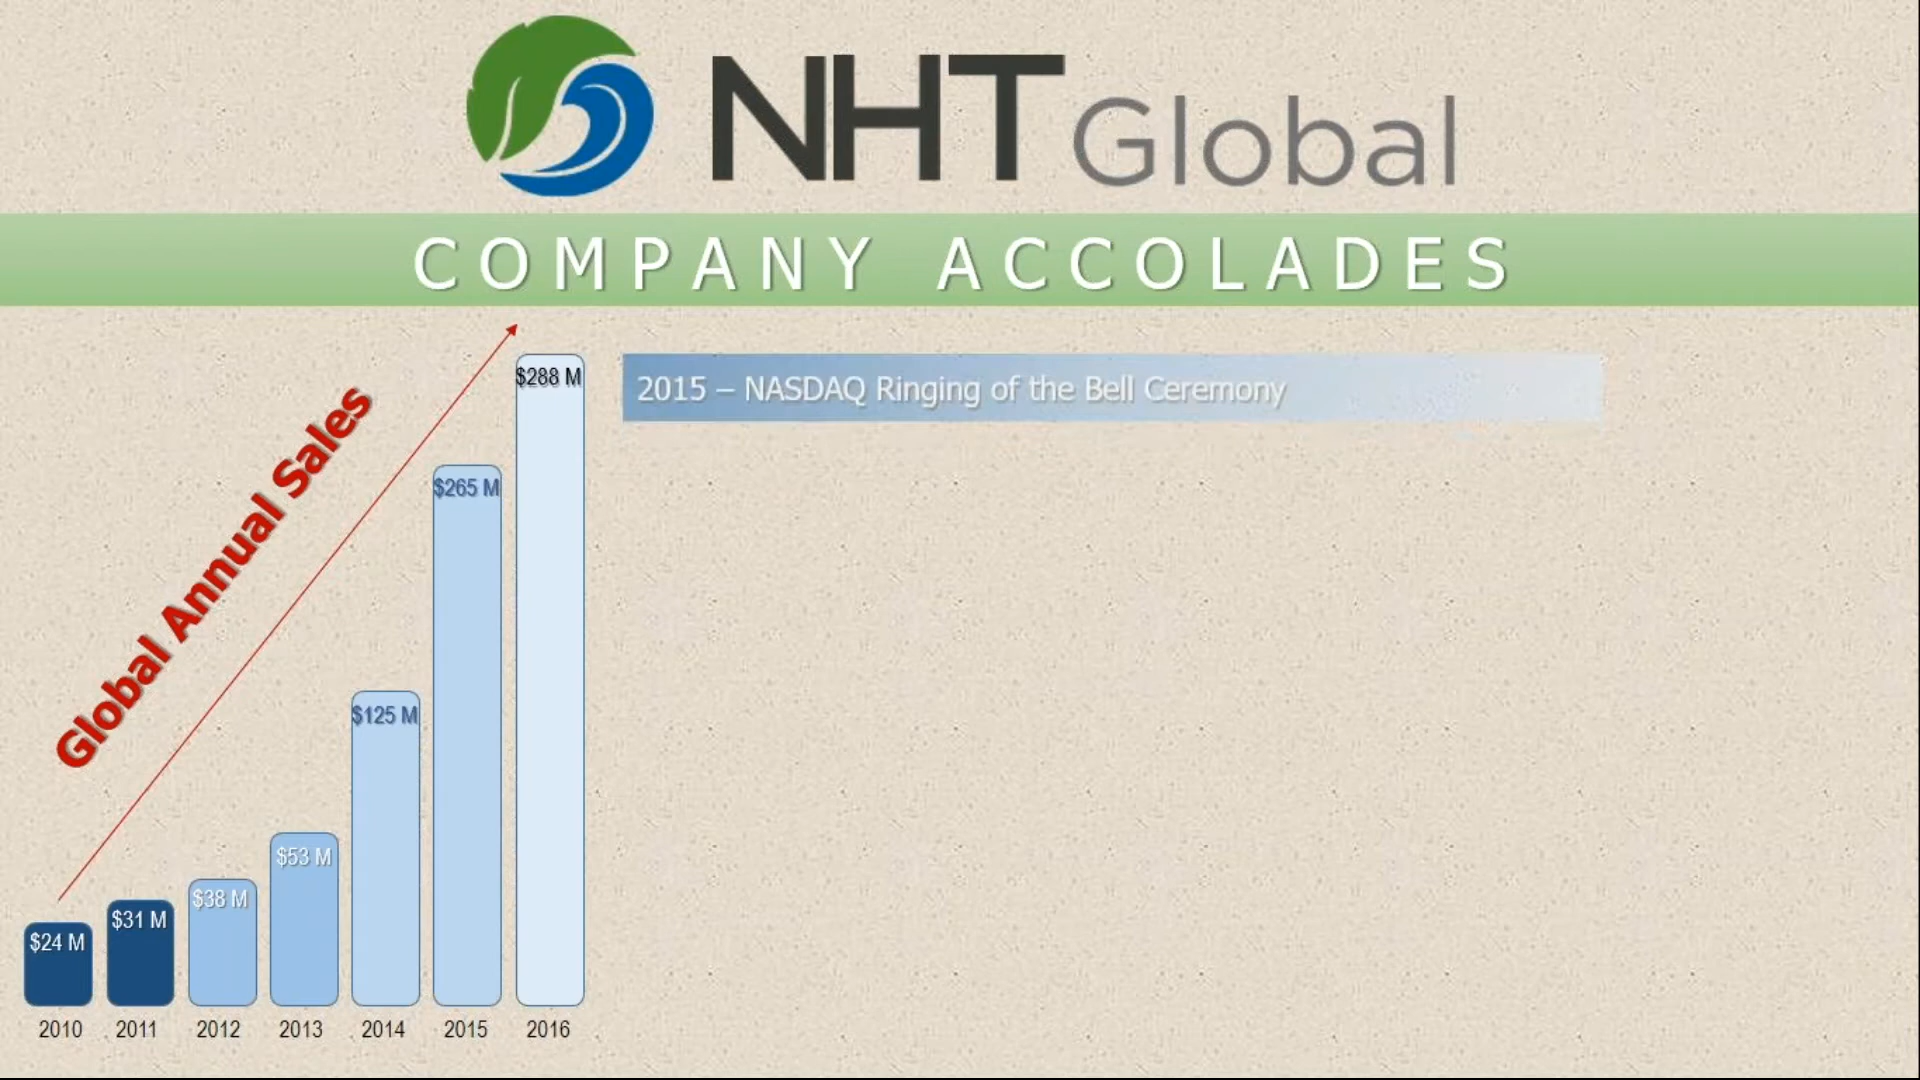 NHT Global
COMPANY ACCOLADES
Global Annual Sales
$288 M
$265 M
$125 M
$53 M
$38 M
$31 M
$24 M
2010 2011 2012 2013 2014 2015 2016
2015 – NASDAQ Ringing of the Bell Ceremony